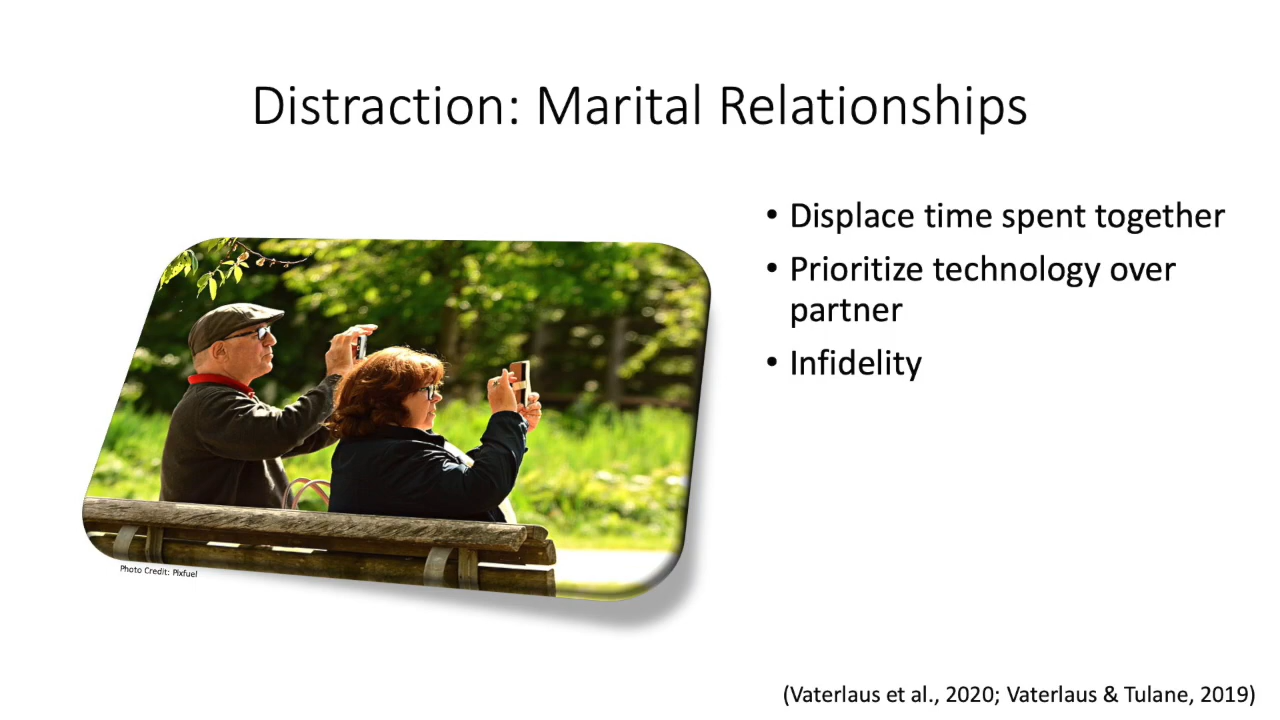 Distraction: Marital Relationships
• Displace time spent together
• Prioritize technology over
partner
• Infidelity
Photo Credit: Pixfuel
(Vaterlaus et al., 2020; Vaterlaus & Tulane, 2019)